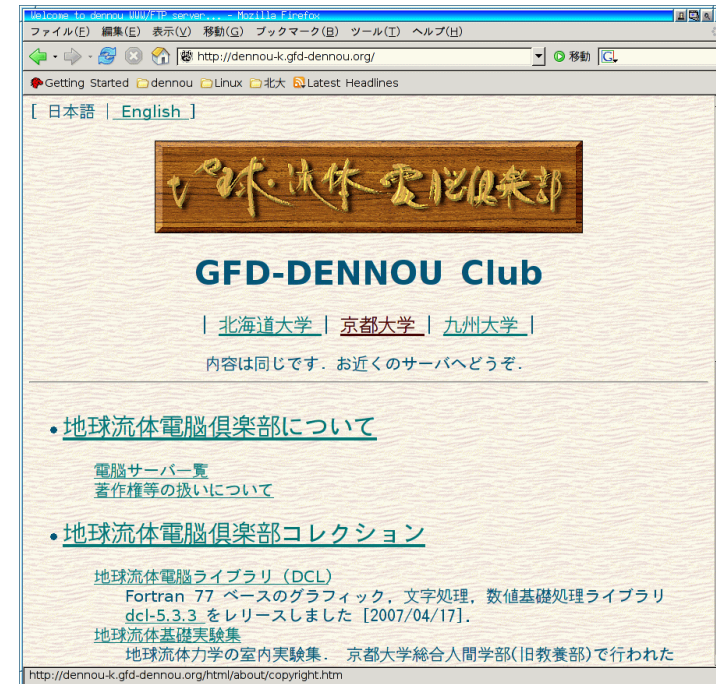 Welcome to dennou WWW/FTP server... - Mozilla Firefox
ファイル(F) 編集(E) 表示(V) 移動(G) ブックマーク(B) ツール(T) ヘルプ(H)
http://dennou-k.gfd-dennou.org/ 移動 G
Getting Started dennou Linux 北大 Latest Headlines
[ 日本語 | English ]
地球・流体 電脳倶楽部
GFD-DENNOU Club
| 北海道大学 | 京都大学 | 九州大学 |
内容は同じです. お近くのサーバへどうぞ.
• 地球流体電脳倶楽部について
電脳サーバ一覧
著作権等の扱いについて
• 地球流体電脳倶楽部コレクション
地球流体電脳ライブラリ (DCL)
Fortran 77 ベースのグラフィック, 文字処理, 数値基礎処理ライブラリ
dcl-5.3.3 をリリースしました [2007/04/17].
地球流体基礎実験集
地球流体力学の室内実験集. 京都大学総合人間学部(旧教養部)で行われた
http://dennou-k.gfd-dennou.org/html/about/copyright.htm